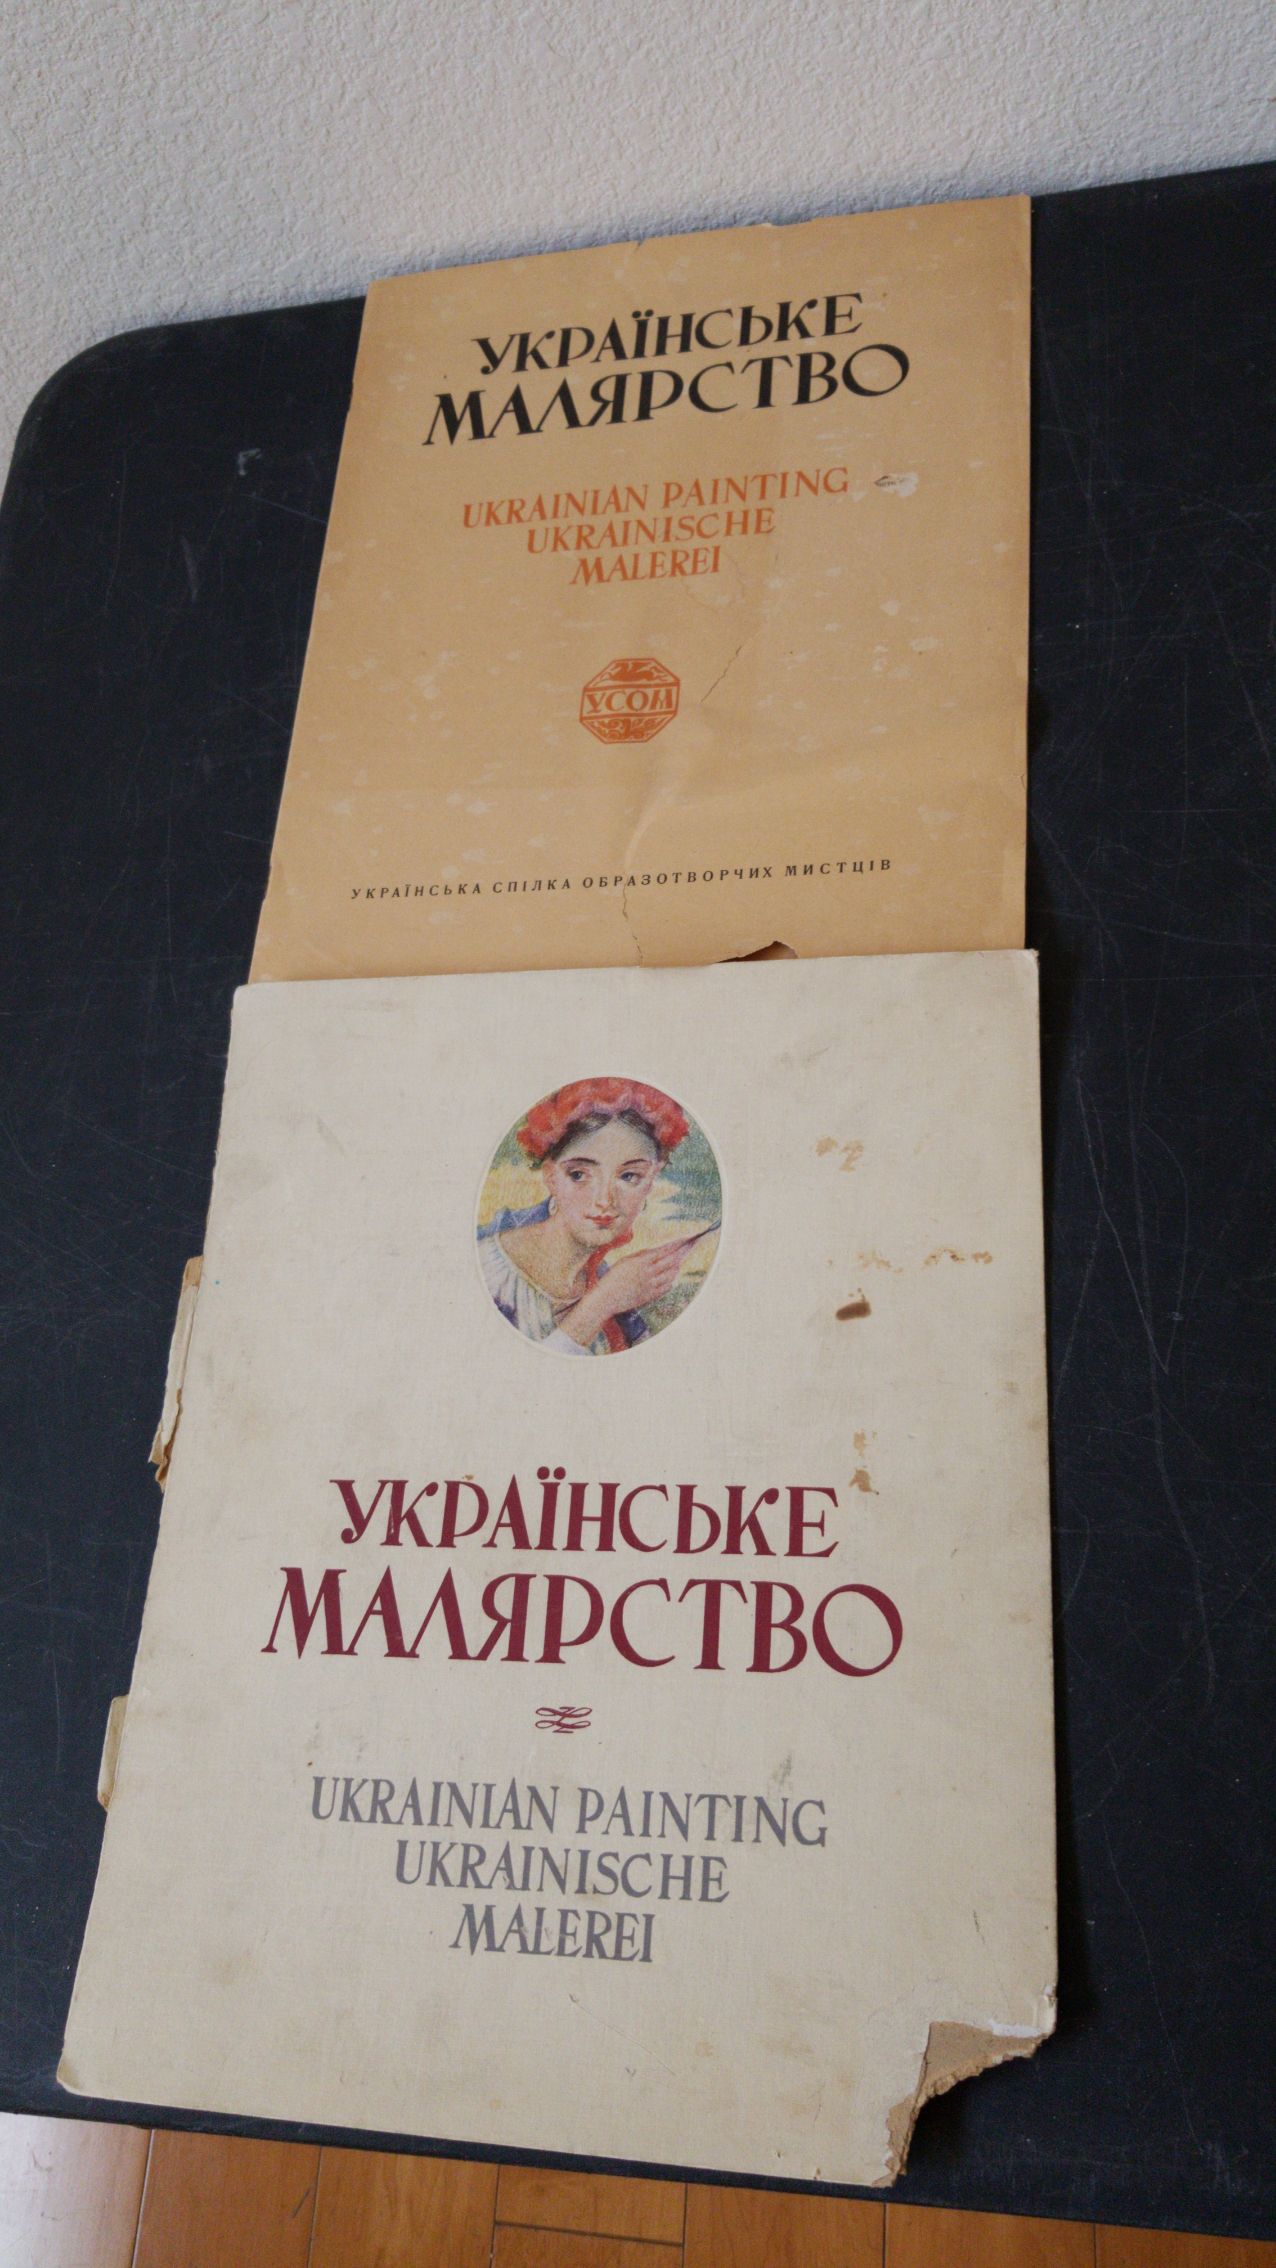 УКРАЇНСЬКЕ
МАЛЯРСТВО
UKRAINIAN PAINTING
UKRAINISCHE
MALEREI
УСОМ
УКРАЇНСЬКА СПІЛКА ОБРАЗОТВОРЧИХ МИСТЦІВ
УКРАЇНСЬКЕ
МАЛЯРСТВО
UKRAINIAN PAINTING
UKRAINISCHE
MALEREI